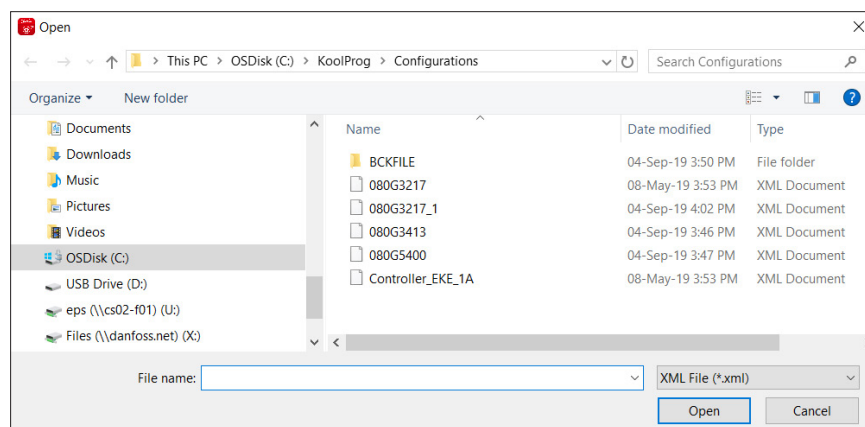 Open
This PC > OSDisk (C:) > KoolProg > Configurations
Search Configurations
Organize
New folder
Documents
Downloads
Music
Pictures
Videos
OSDisk (C:)
USB Drive (D:)
eps (\\cs02-f01) (U:)
Files (\\danfoss.net) (X:)
Name Date modified Type
BCKFILE 04-Sep-19 3:50 PM File folder
080G3217 08-May-19 3:53 PM XML Document
080G3217_1 04-Sep-19 4:02 PM XML Document
080G3413 04-Sep-19 3:46 PM XML Document
080G5400 04-Sep-19 3:47 PM XML Document
Controller_EKE_1A 08-May-19 3:53 PM XML Document
File name:
XML File (*.xml)
Open Cancel